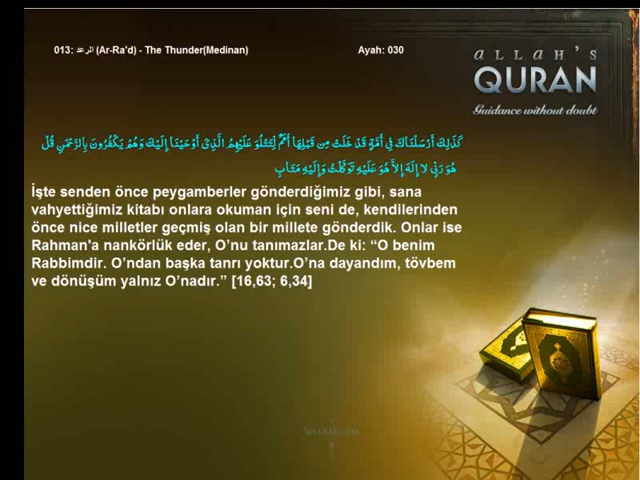 013: الرعد (Ar-Ra'd) - The Thunder(Medinan) Ayah: 030
ALLAH'S
QURAN
Guidance without doubt
كَذَٰلِكَ أَرْسَلْنَاكَ فِي أُمَّةٍ قَدْ خَلَتْ مِن قَبْلِهَا أُمَمٌ لِّتَتْلُوَ عَلَيْهِمُ الَّذِي أَوْحَيْنَا إِلَيْكَ وَهُمْ يَكْفُرُونَ بِالرَّحْمَنِ قُلْ
هُوَ رَبِّي لا إِلَهَ إِلاَّ هُوَ عَلَيْهِ تَوَكَّلْتُ وَإِلَيْهِ مَتَابِ
İşte senden önce peygamberler gönderdiğimiz gibi, sana
vahyettiğimiz kitabı onlara okuman için seni de, kendilerinden
önce nice milletler geçmiş olan bir millete gönderdik. Onlar ise
Rahman'a nankörlük eder, O’nu tanımazlar.De ki: “O benim
Rabbimdir. O’ndan başka tanrı yoktur.O’na dayandım, tövbem
ve dönüşüm yalnız O’nadır.” [16,63; 6,34]